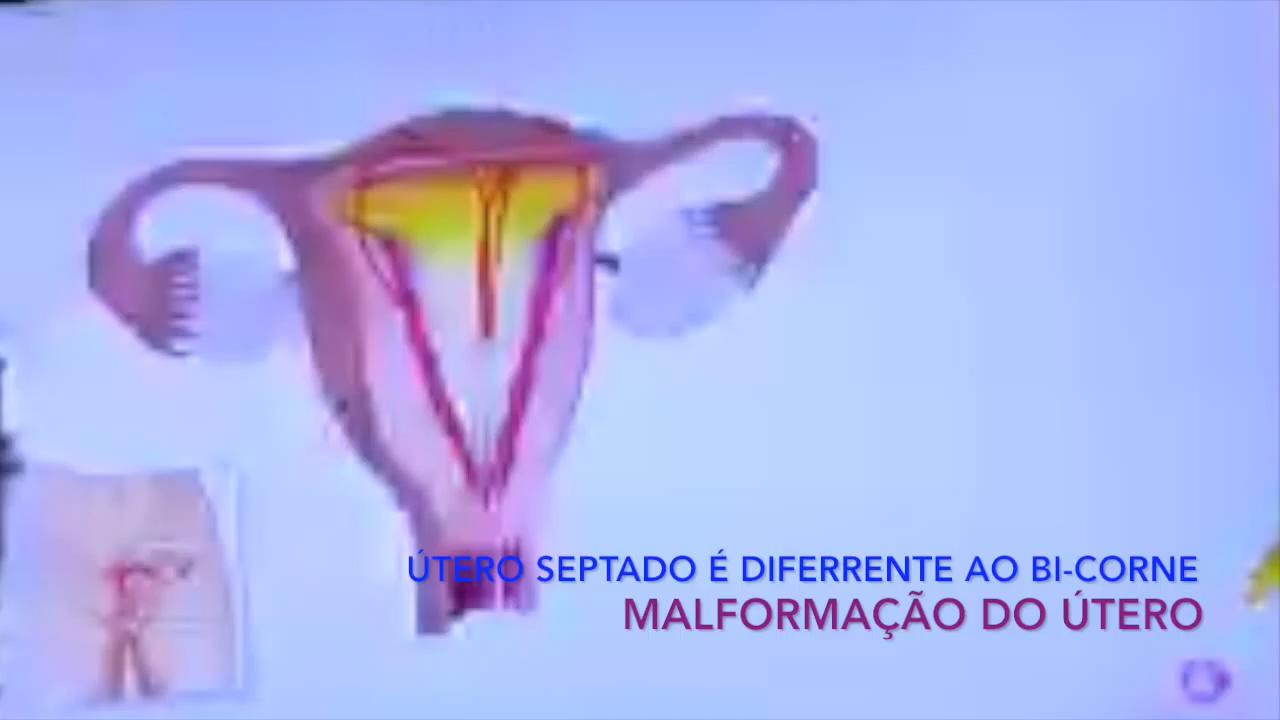 ÚTERO SEPTADO É DIFERRENTE AO BI-CORNE
MALFORMAÇÃO DO ÚTERO